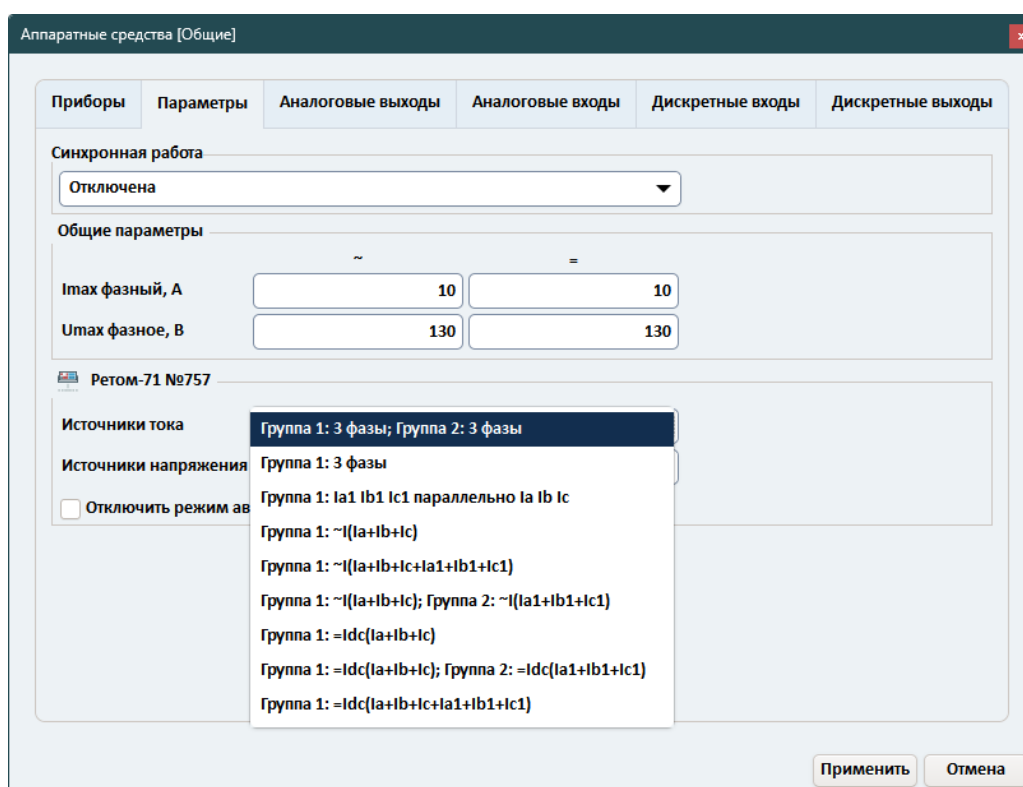 Аппаратные средства [Общие]
x
Приборы Параметры Аналоговые выходы Аналоговые входы Дискретные входы Дискретные выходы
Синхронная работа
Отключена
Общие параметры
~ =
Imax фазный, А 10 10
Umax фазное, В 130 130
Ретом-71 №757
Источники тока
Группа 1: 3 фазы; Группа 2: 3 фазы
Источники напряжения
Группа 1: 3 фазы
Группа 1: Ia1 Ib1 Ic1 параллельно Ia Ib Ic
Отключить режим ав
Группа 1: ~I(Ia+Ib+Ic)
Группа 1: ~I(Ia+Ib+Ic+Ia1+Ib1+Ic1)
Группа 1: ~I(Ia+Ib+Ic); Группа 2: ~I(Ia1+Ib1+Ic1)
Группа 1: =Idc(Ia+Ib+Ic)
Группа 1: =Idc(Ia+Ib+Ic); Группа 2: =Idc(Ia1+Ib1+Ic1)
Группа 1: =Idc(Ia+Ib+Ic+Ia1+Ib1+Ic1)
Применить Отмена